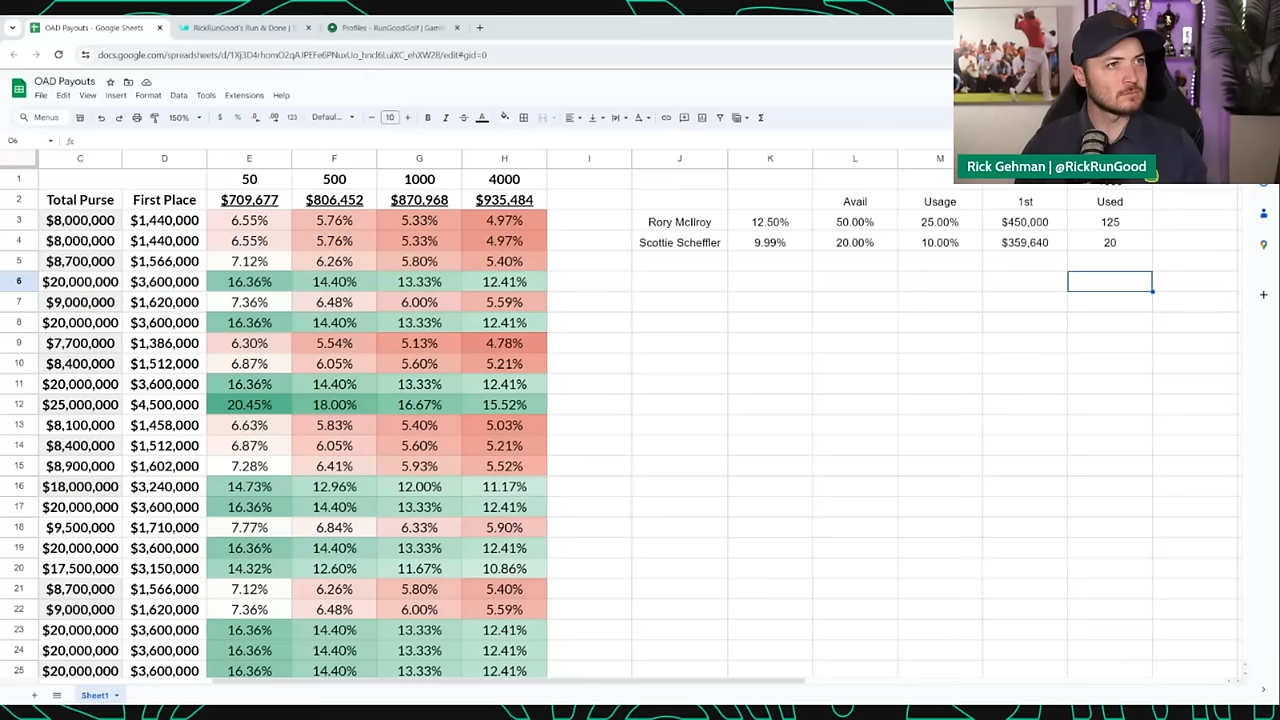 OAD Payouts - Google Sheets
RickRunGood's Run & Done |
Profiles - RunGoodGolf | Gami
OAD Payouts
File Edit View Insert Format Data Tools Extensions Help
Menus 150% $ % .0 .00 123 Defaul... 10 B I A
O6 fx
Rick Gehman | @RickRunGood
C D E F G H I J K L M
1 50 500 1000 4000
2 Total Purse First Place $709,677 $806,452 $870,968 $935,484 Avail Usage 1st Used
3 $8,000,000 $1,440,000 6.55% 5.76% 5.33% 4.97% Rory McIlroy 12.50% 50.00% 25.00% $450,000 125
4 $8,000,000 $1,440,000 6.55% 5.76% 5.33% 4.97% Scottie Scheffler 9.99% 20.00% 10.00% $359,640 20
5 $8,700,000 $1,566,000 7.12% 6.26% 5.80% 5.40%
6 $20,000,000 $3,600,000 16.36% 14.40% 13.33% 12.41%
7 $9,000,000 $1,620,000 7.36% 6.48% 6.00% 5.59%
8 $20,000,000 $3,600,000 16.36% 14.40% 13.33% 12.41%
9 $7,700,000 $1,386,000 6.30% 5.54% 5.13% 4.78%
10 $8,400,000 $1,512,000 6.87% 6.05% 5.60% 5.21%
11 $20,000,000 $3,600,000 16.36% 14.40% 13.33% 12.41%
12 $25,000,000 $4,500,000 20.45% 18.00% 16.67% 15.52%
13 $8,100,000 $1,458,000 6.63% 5.83% 5.40% 5.03%
14 $8,400,000 $1,512,000 6.87% 6.05% 5.60% 5.21%
15 $8,900,000 $1,602,000 7.28% 6.41% 5.93% 5.52%
16 $18,000,000 $3,240,000 14.73% 12.96% 12.00% 11.17%
17 $20,000,000 $3,600,000 16.36% 14.40% 13.33% 12.41%
18 $9,500,000 $1,710,000 7.77% 6.84% 6.33% 5.90%
19 $20,000,000 $3,600,000 16.36% 14.40% 13.33% 12.41%
20 $17,500,000 $3,150,000 14.32% 12.60% 11.67% 10.86%
21 $8,700,000 $1,566,000 7.12% 6.26% 5.80% 5.40%
22 $9,000,000 $1,620,000 7.36% 6.48% 6.00% 5.59%
23 $20,000,000 $3,600,000 16.36% 14.40% 13.33% 12.41%
24 $20,000,000 $3,600,000 16.36% 14.40% 13.33% 12.41%
25 $20,000,000 $3,600,000 16.36% 14.40% 13.33% 12.41%
Sheet1